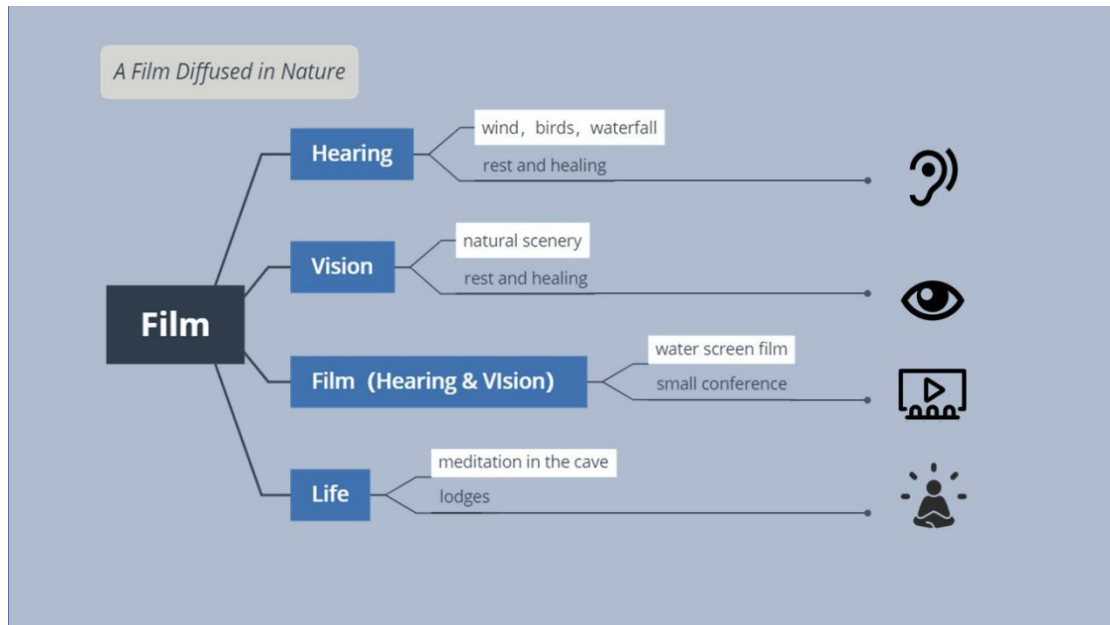 A Film Diffused in Nature
Hearing
wind，birds，waterfall
rest and healing
Vision
natural scenery
rest and healing
Film
Film（Hearing & VIsion）
water screen film
small conference
Life
meditation in the cave
lodges